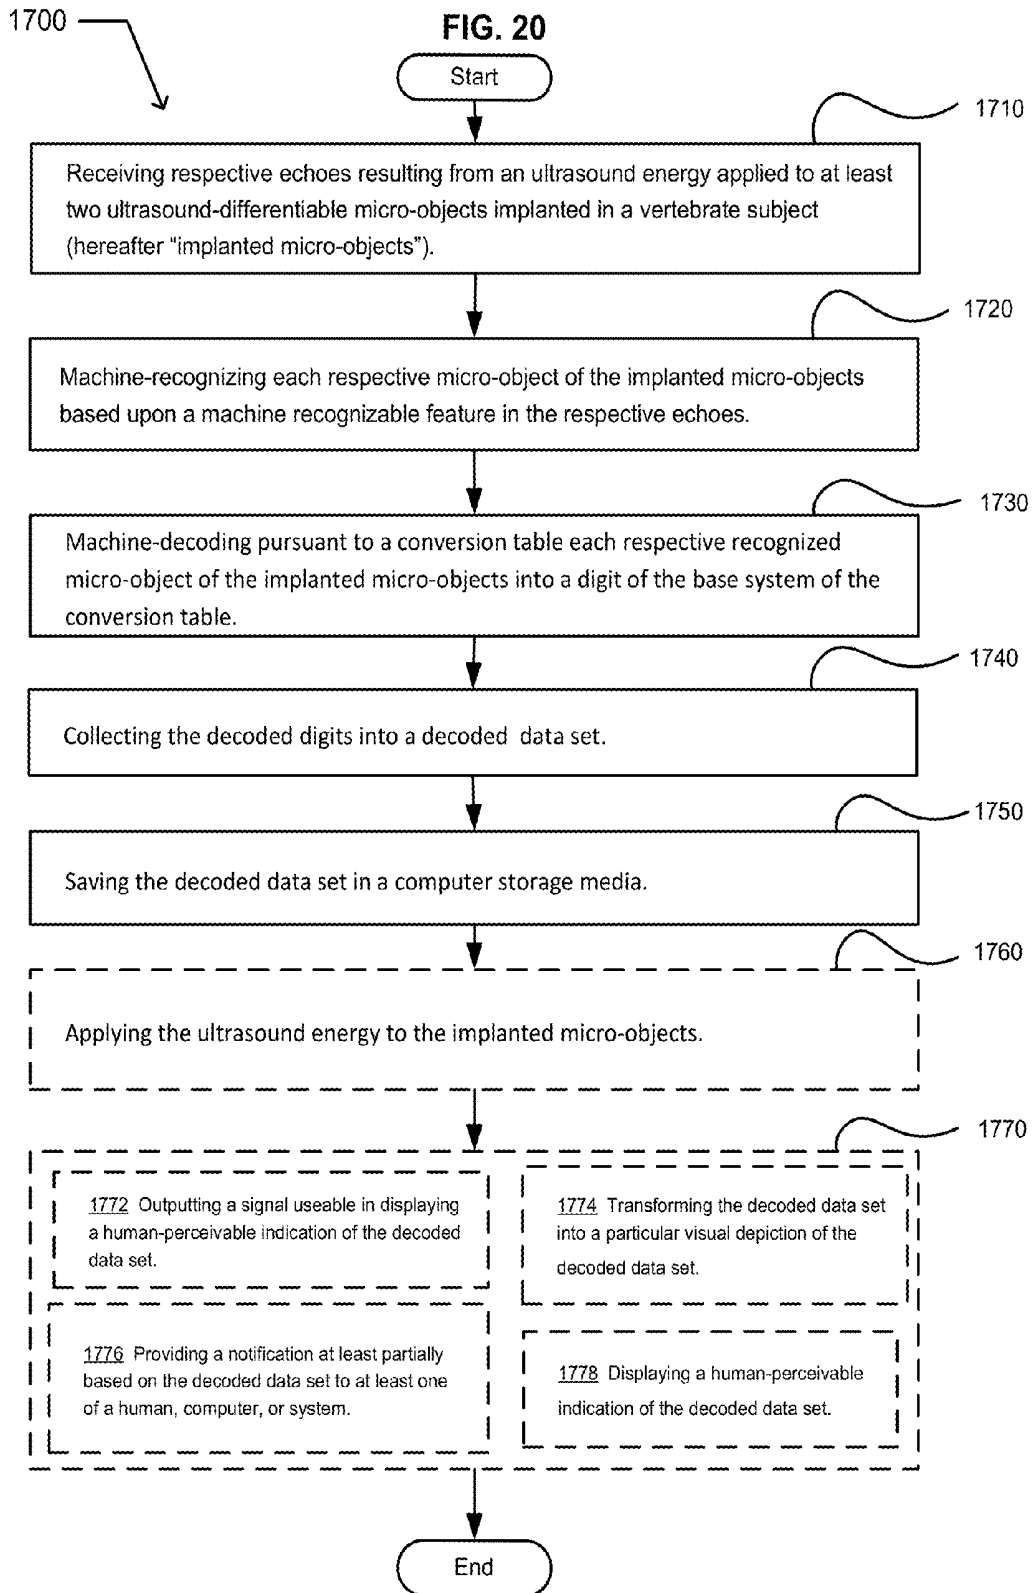 1700
FIG. 20
Start
1710
Receiving respective echoes resulting from an ultrasound energy applied to at least
two ultrasound-differentiable micro-objects implanted in a vertebrate subject
(hereafter “implanted micro-objects”).
1720
Machine-recognizing each respective micro-object of the implanted micro-objects
based upon a machine recognizable feature in the respective echoes.
1730
Machine-decoding pursuant to a conversion table each respective recognized
micro-object of the implanted micro-objects into a digit of the base system of the
conversion table.
1740
Collecting the decoded digits into a decoded data set.
1750
Saving the decoded data set in a computer storage media.
1760
Applying the ultrasound energy to the implanted micro-objects.
1770
1772 Outputting a signal useable in displaying
a human-perceivable indication of the decoded
data set.
1774 Transforming the decoded data set
into a particular visual depiction of the
decoded data set.
1776 Providing a notification at least partially
based on the decoded data set to at least one
of a human, computer, or system.
1778 Displaying a human-perceivable
indication of the decoded data set.
End